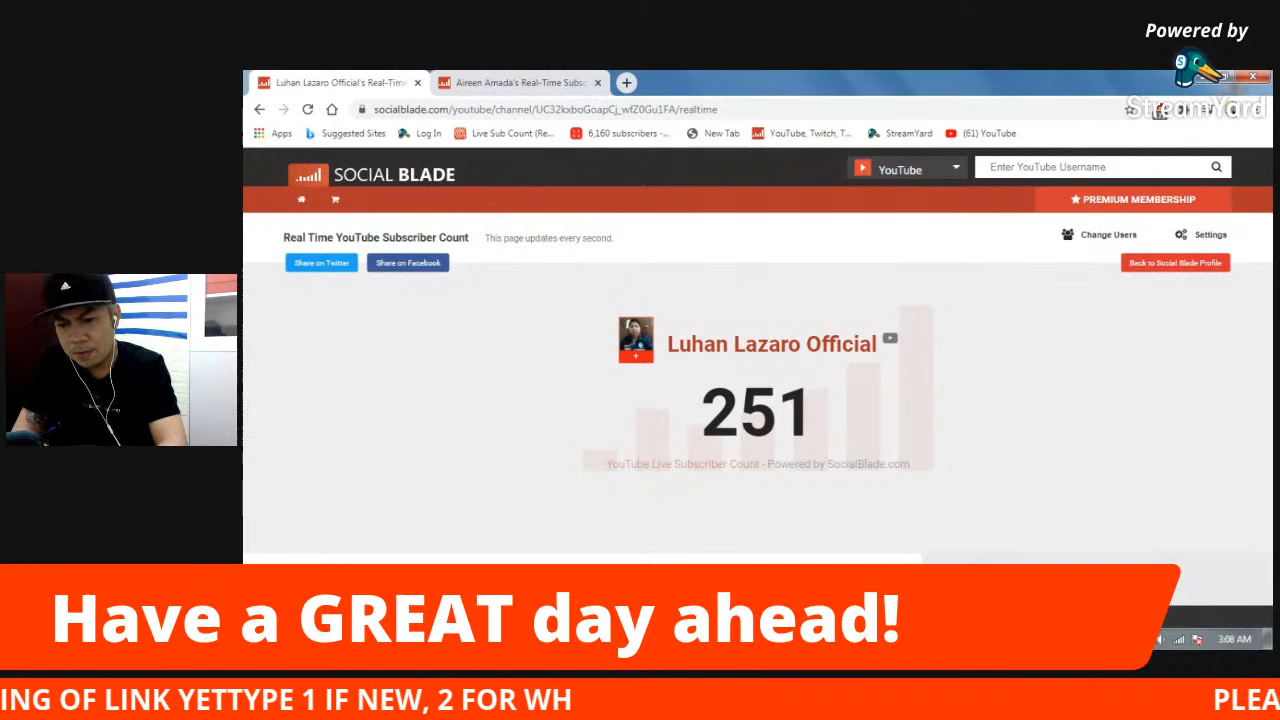 Powered by
StreamYard
Luhan Lazaro Official's Real-Time
Aireen Amada's Real-Time Subsc
socialblade.com/youtube/channel/UC32kxboGoapCj_wfZ0Gu1FA/realtime
Apps
Suggested Sites
Log In
Live Sub Count (Re...
6,160 subscribers -...
New Tab
YouTube, Twitch, T...
StreamYard
(61) YouTube
SOCIAL BLADE
YouTube
Enter YouTube Username
PREMIUM MEMBERSHIP
Real Time YouTube Subscriber Count
This page updates every second.
Change Users
Settings
Share on Twitter
Share on Facebook
Back to Social Blade Profile
Luhan Lazaro Official
251
YouTube Live Subscriber Count - Powered by SocialBlade.com
Have a GREAT day ahead!
3:08 AM
ING OF LINK YETTYPE 1 IF NEW, 2 FOR WH
PLEA